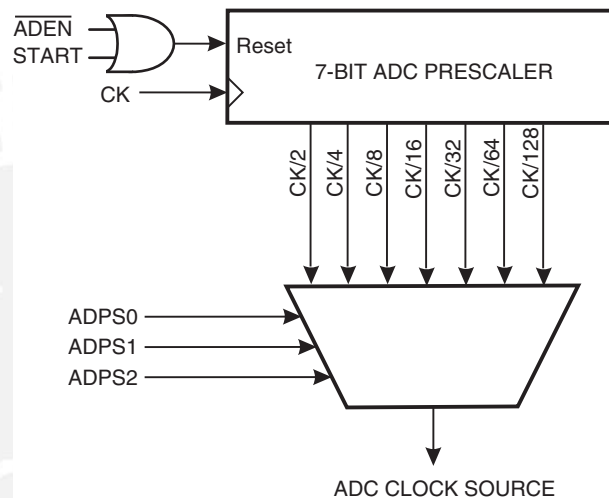 ADEN
START
Reset
7-BIT ADC PRESCALER
CK
CK/2
CK/4
CK/8
CK/16
CK/32
CK/64
CK/128
ADPS0
ADPS1
ADPS2
ADC CLOCK SOURCE